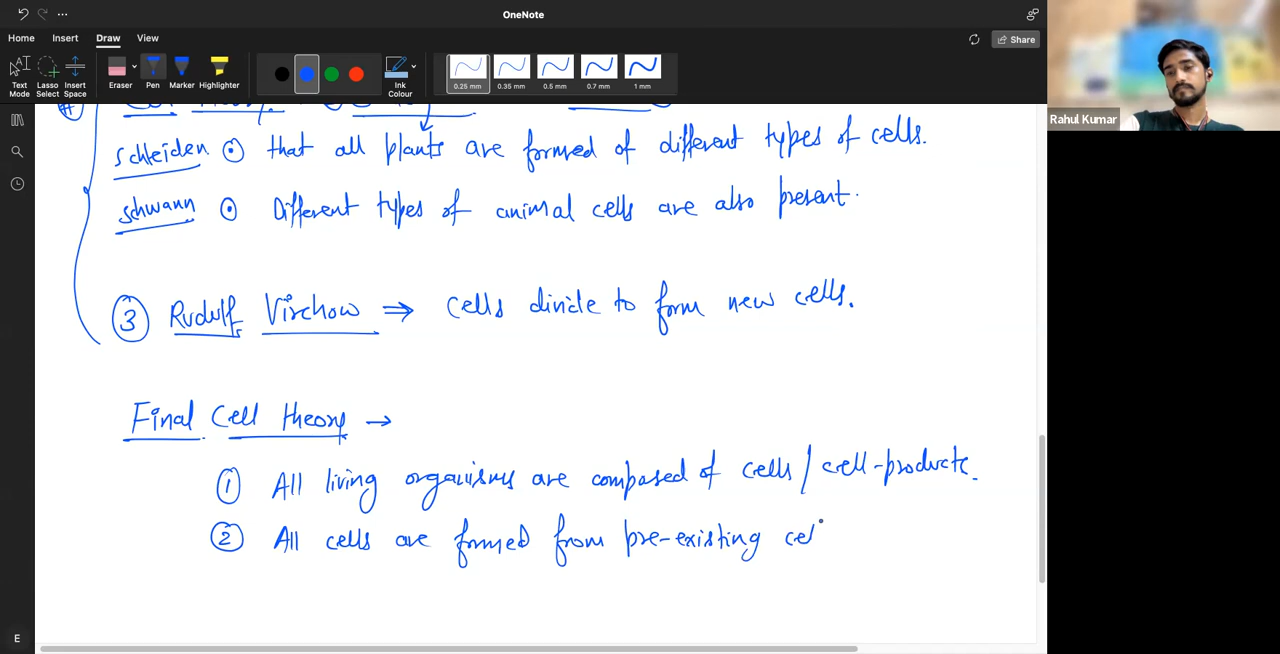 OneNote
Home Insert Draw View
Share
Text Mode
Lasso Select
Insert Space
Eraser
Pen
Marker
Highlighter
Ink Colour
0.25 mm
0.35 mm
0.5 mm
0.7 mm
1 mm
Rahul Kumar
Schleiden that all plants are formed of different types of cells.
Schwann Different types of animal cells are also present.
3 Rudulf Virchow ⇒ cells divide to form new cells.
Final Cell theory →
1 All living organisms are composed of cells / cell-products.
2 All cells are formed from pre-existing cel
E